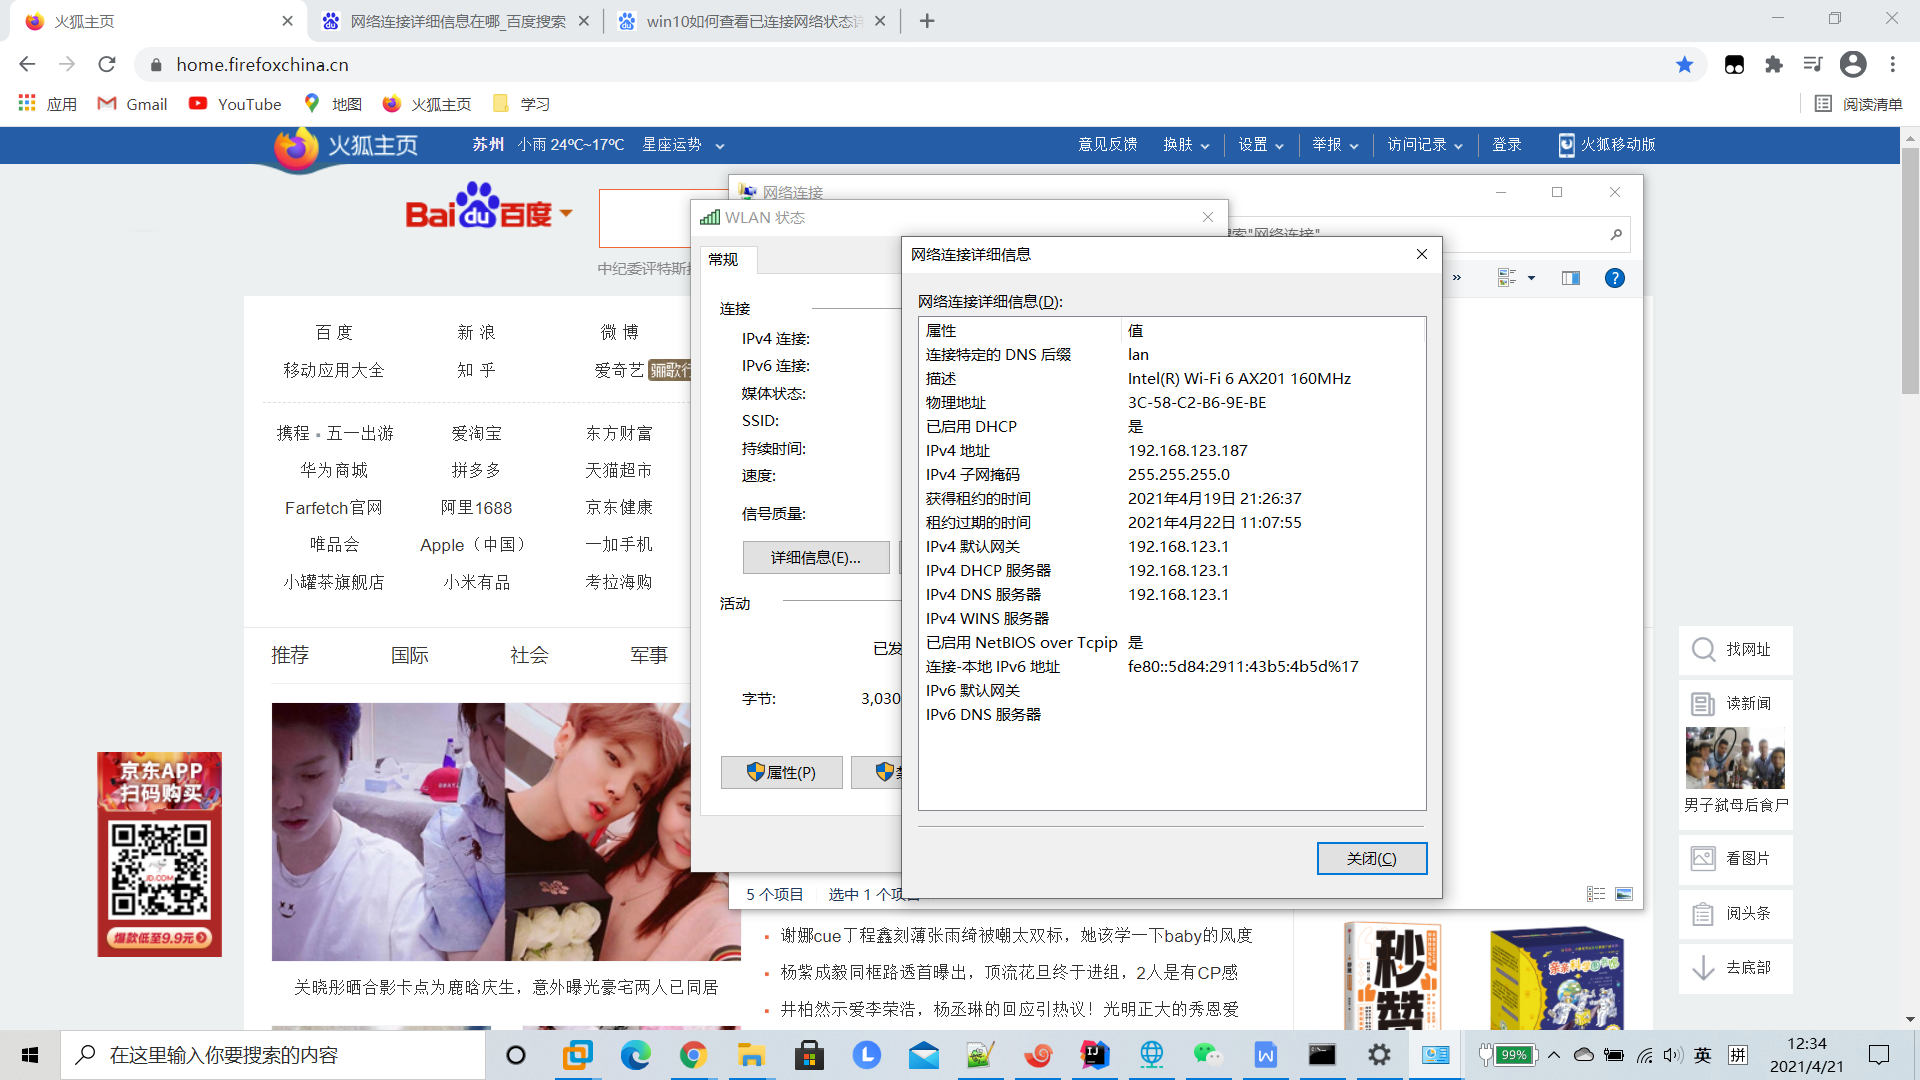 火狐主页
网络连接详细信息在哪_百度搜索
win10如何查看已连接网络状态详
home.firefoxchina.cn
应用
Gmail
YouTube
地图
火狐主页
学习
阅读清单
火狐主页
苏州 小雨 24℃~17℃ 星座运势
意见反馈 换肤 设置 举报 访问记录 登录 火狐移动版
Bai du 百度
中纪委评特斯拉
百度 新浪 微博
移动应用大全 知乎 爱奇艺 骊歌行
携程 五一出游 爱淘宝 东方财富
华为商城 拼多多 天猫超市
Farfetch官网 阿里1688 京东健康
唯品会 Apple（中国） 一加手机
小罐茶旗舰店 小米有品 考拉海购
推荐 国际 社会 军事
网络连接
搜索"网络连接"
WLAN 状态
常规
连接
IPv4 连接:
IPv6 连接:
媒体状态:
SSID:
持续时间:
速度:
信号质量:
详细信息(E)...
活动
已发
字节: 3,030
属性(P)
5 个项目 选中 1 个项目
网络连接详细信息
网络连接详细信息(D):
属性 值
连接特定的 DNS 后缀 lan
描述 Intel(R) Wi-Fi 6 AX201 160MHz
物理地址 3C-58-C2-B6-9E-BE
已启用 DHCP 是
IPv4 地址 192.168.123.187
IPv4 子网掩码 255.255.255.0
获得租约的时间 2021年4月19日 21:26:37
租约过期的时间 2021年4月22日 11:07:55
IPv4 默认网关 192.168.123.1
IPv4 DHCP 服务器 192.168.123.1
IPv4 DNS 服务器 192.168.123.1
IPv4 WINS 服务器
已启用 NetBIOS over Tcpip 是
连接-本地 IPv6 地址 fe80::5d84:2911:43b5:4b5d%17
IPv6 默认网关
IPv6 DNS 服务器
关闭(C)
京东APP
扫码购买
JD.COM
爆款低至9.9元
关晓彤晒合影卡点为鹿晗庆生，意外曝光豪宅两人已同居
谢娜cue丁程鑫刻薄张雨绮被嘲太双标，她该学一下baby的风度
杨紫成毅同框路透首曝出，顶流花旦终于进组，2人是有CP感
井柏然示爱李荣浩，杨丞琳的回应引热议！光明正大的秀恩爱
秒赞
找网址
读新闻
男子弑母后食尸
看图片
阅头条
去底部
在这里输入你要搜索的内容
99%
英
拼
12:34
2021/4/21